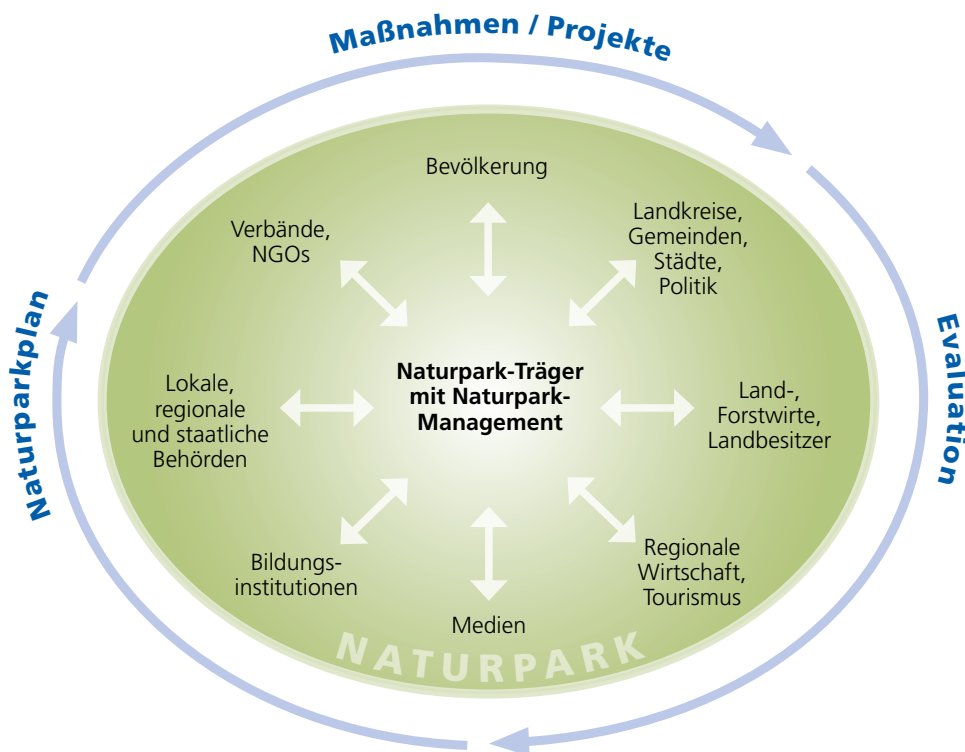 Maßnahmen / Projekte
Bevölkerung
Verbände,
NGOs
Landkreise,
Gemeinden,
Städte,
Politik
Naturparkplan
Evaluation
Naturpark-Träger
mit Naturpark-
Management
Lokale,
regionale
und staatliche
Behörden
Land-,
Forstwirte,
Landbesitzer
Bildungs-
institutionen
Regionale
Wirtschaft,
Tourismus
Medien
NATURPARK